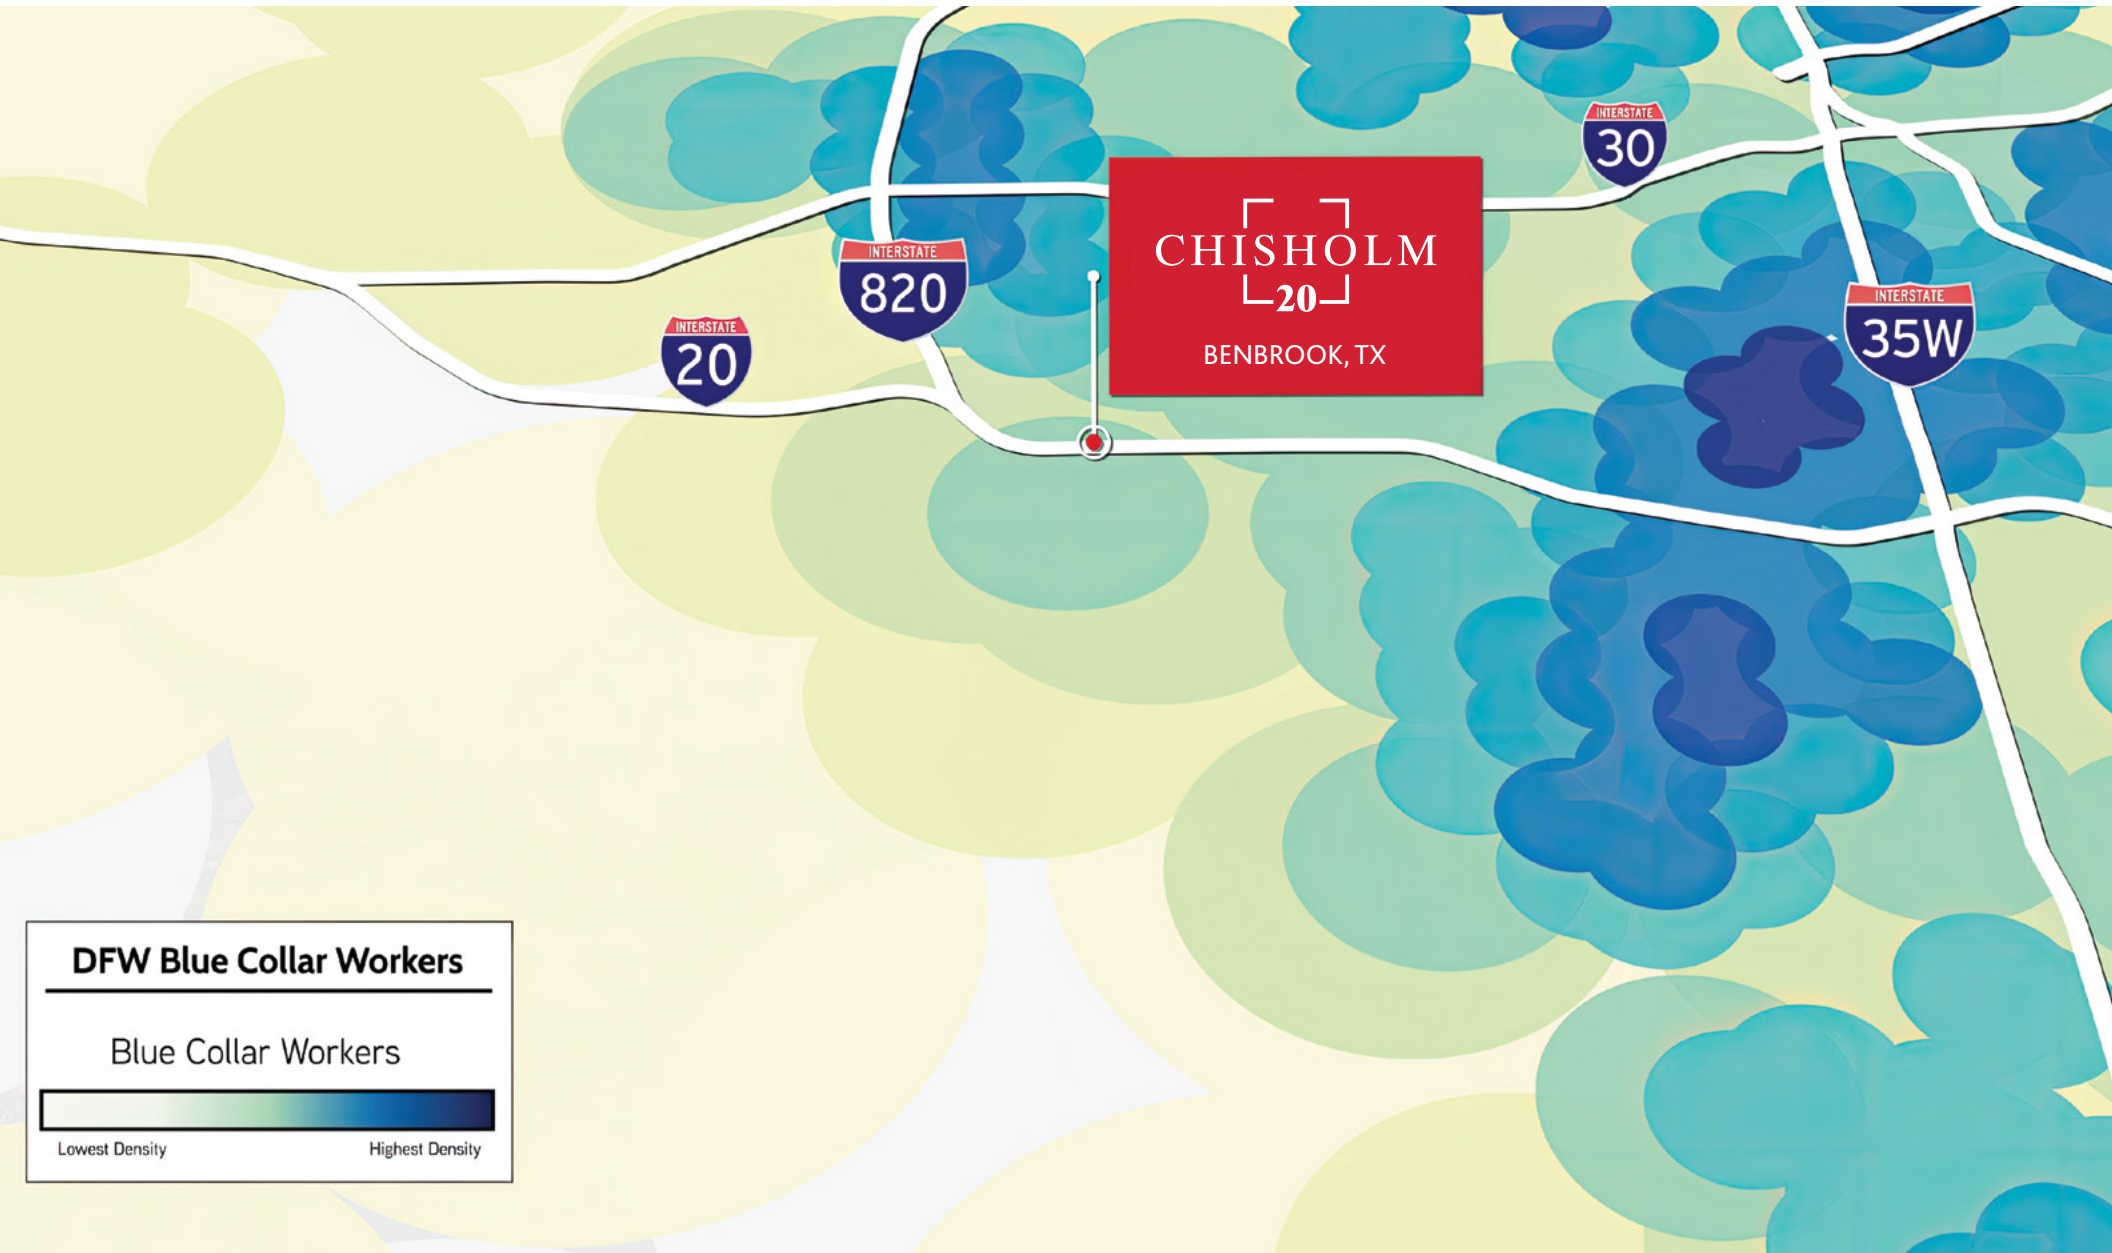 INTERSTATE
30
CHISHOLM
20
BENBROOK, TX
INTERSTATE
820
INTERSTATE
35W
INTERSTATE
20
DFW Blue Collar Workers
Blue Collar Workers
Lowest Density
Highest Density